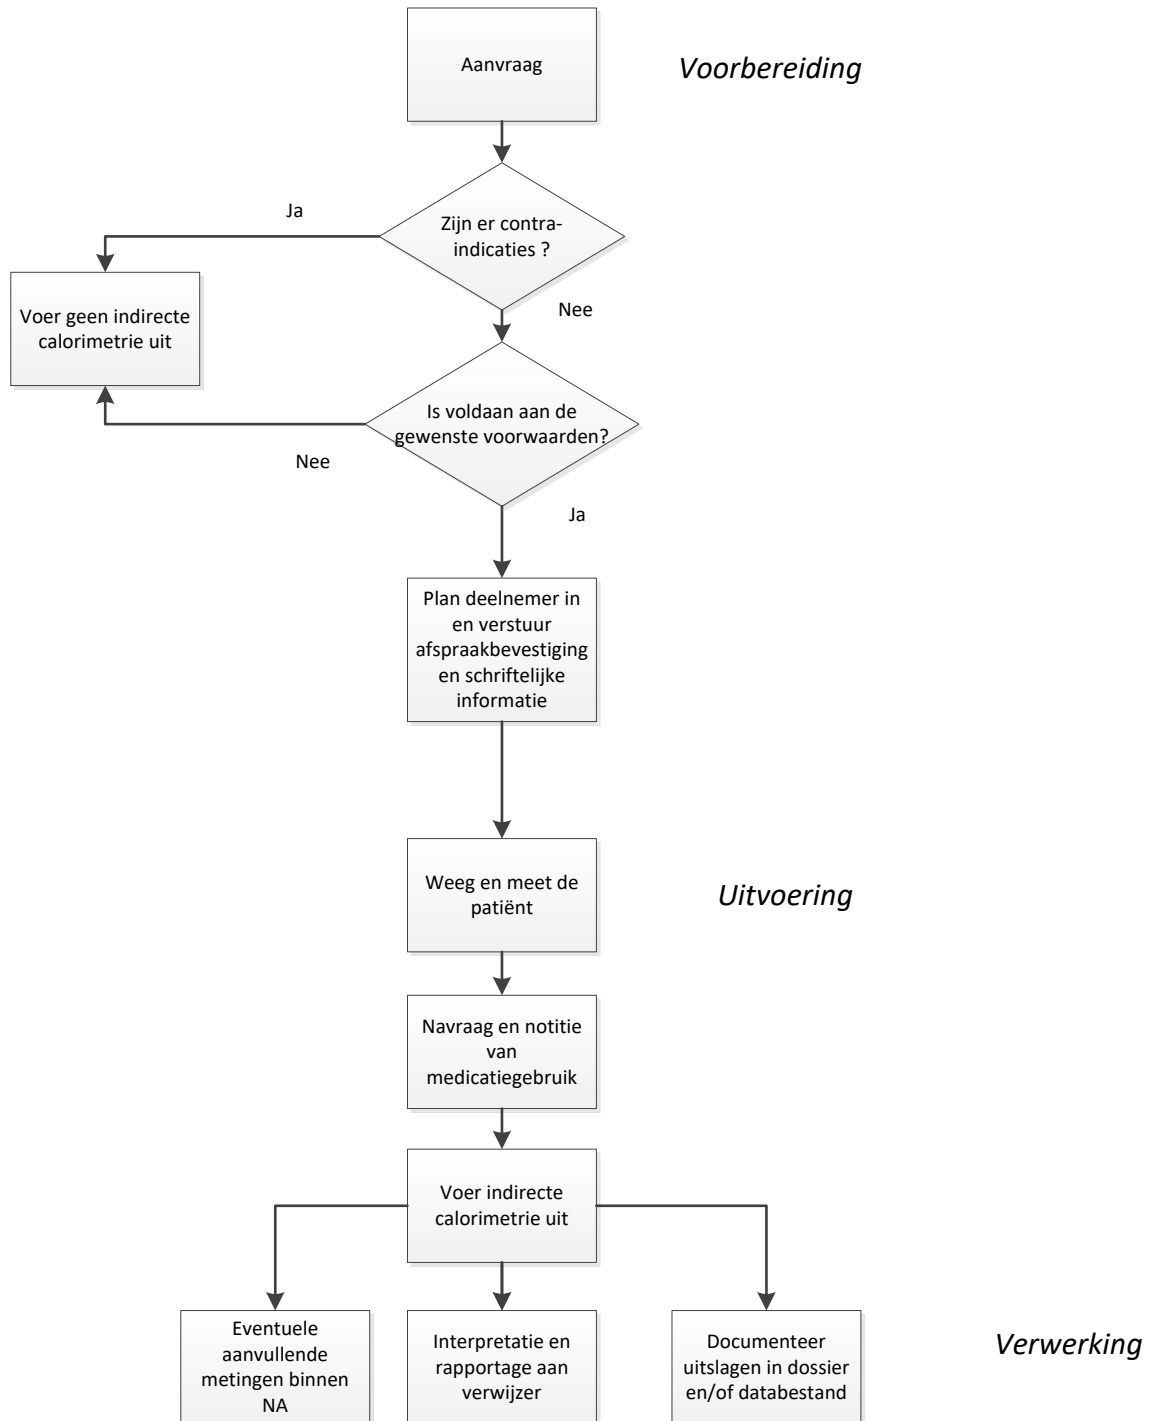 Aanvraag
Voorbereiding
Ja
Zijn er contra-
indicaties ?
Voer geen indirecte
calorimetrie uit
Nee
Is voldaan aan de
gewenste voorwaarden?
Nee
Ja
Plan deelnemer in
en verstuur
afspraakbevestiging
en schriftelijke
informatie
Weeg en meet de
patiënt
Uitvoering
Navraag en notitie
van
medicatiegebruik
Voer indirecte
calorimetrie uit
Eventuele
aanvullende
metingen binnen
NA
Interpretatie en
rapportage aan
verwijzer
Documenteer
uitslagen in dossier
en/of databestand
Verwerking